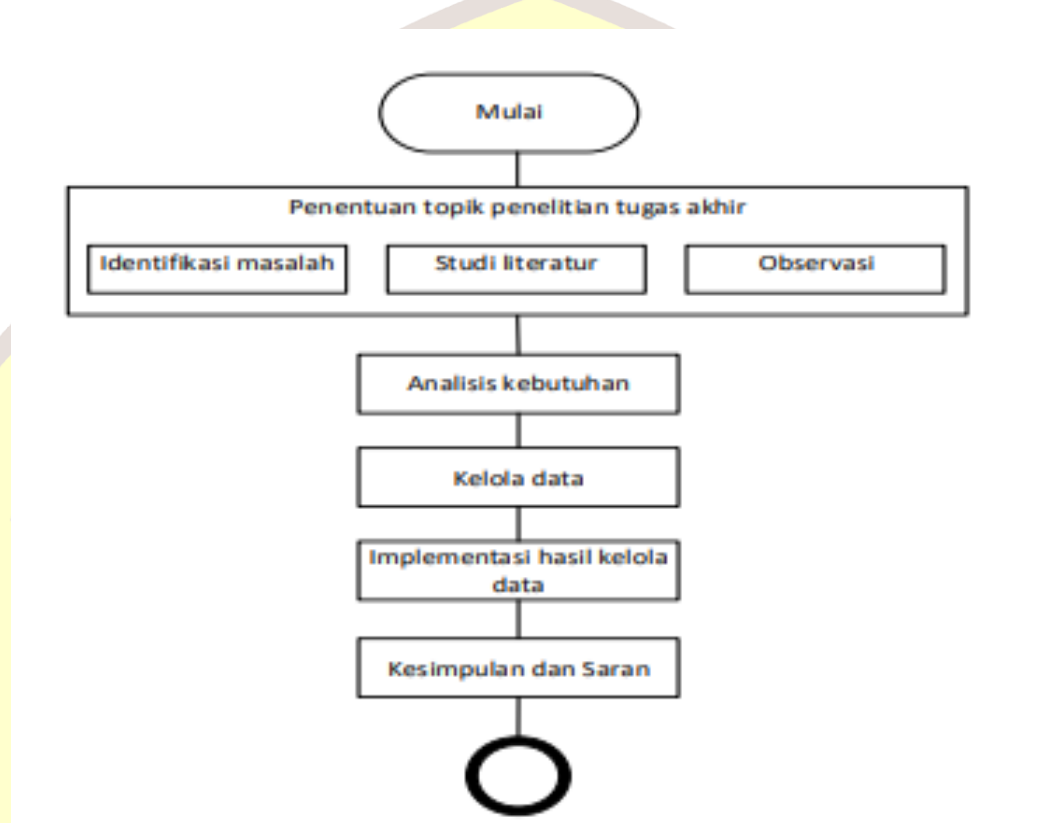 Mulai
Penentuan topik penelitian tugas akhir
Identifikasi masalah
Studi literatur
Observasi
Analisis kebutuhan
Kelola data
Implementasi hasil kelola
data
Kesimpulan dan Saran